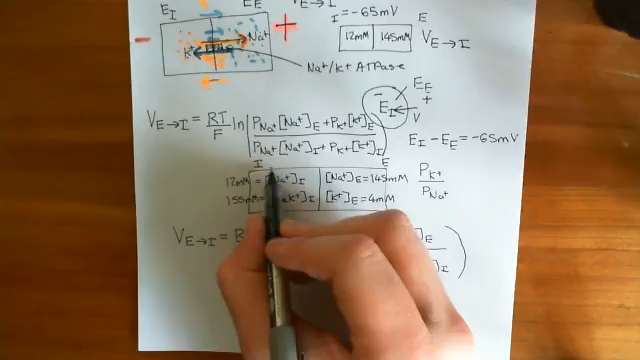 E_I E_E V_E→I
I = -65mV E
+
Na⁺ 12mM 145mM V_E→I
- K⁺
Na⁺/K⁺ ATPase
E_E
- E_I +
V
V_E→I = RT/F ln( P_Na⁺[Na⁺]_E + P_K⁺[K⁺]_E / P_Na⁺[Na⁺]_I + P_K⁺[K⁺]_I ) E_I - E_E = -65mV
I E
12mM = [Na⁺]_I [Na⁺]_E = 145mM P_K⁺
155mM = K⁺]_I [K⁺]_E = 4mM P_Na⁺
V_E→I = ]_E
]_I )